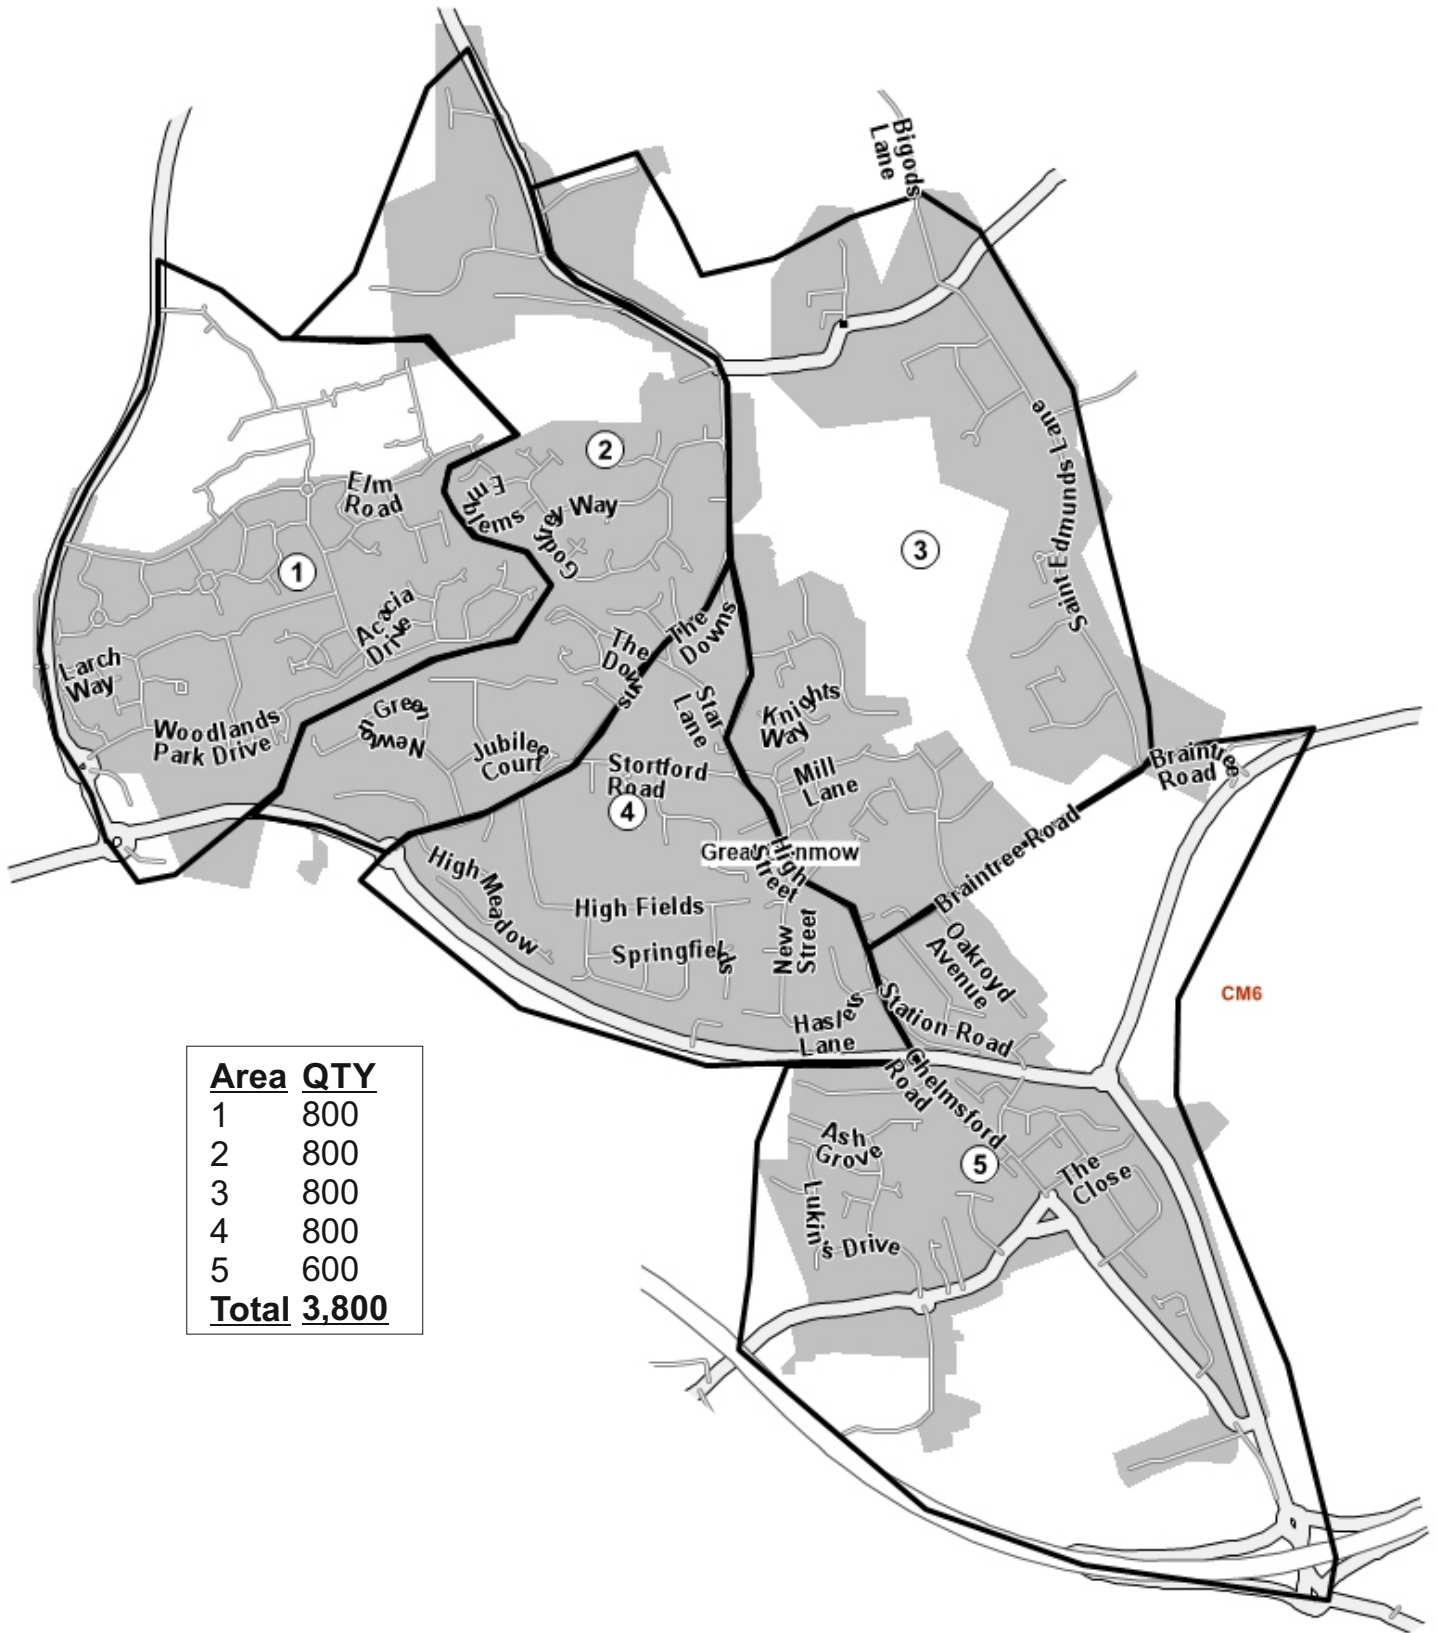 Bigods
Lane
2
Elm
Road
Emblems
Godfrey Way
3
Saint Edmunds Lane
1
Acacia
Drive
The
Downs
The
Downs
Larch
Way
Star
Lane
Knights
Way
Newton Green
Woodlands
Park Drive
Jubilee
Court
Stortford
Road
Mill
Lane
Braintree
Road
4
High
Street
Braintree Road
High Meadow
High Fields
New
Street
Oakroyd
Avenue
Springfields
CM6
Haslers
Lane
Station Road
Chelmsford
Road
Ash
Grove
5
The
Close
Lukin's Drive
Area QTY
1 800
2 800
3 800
4 800
5 600
Total 3,800